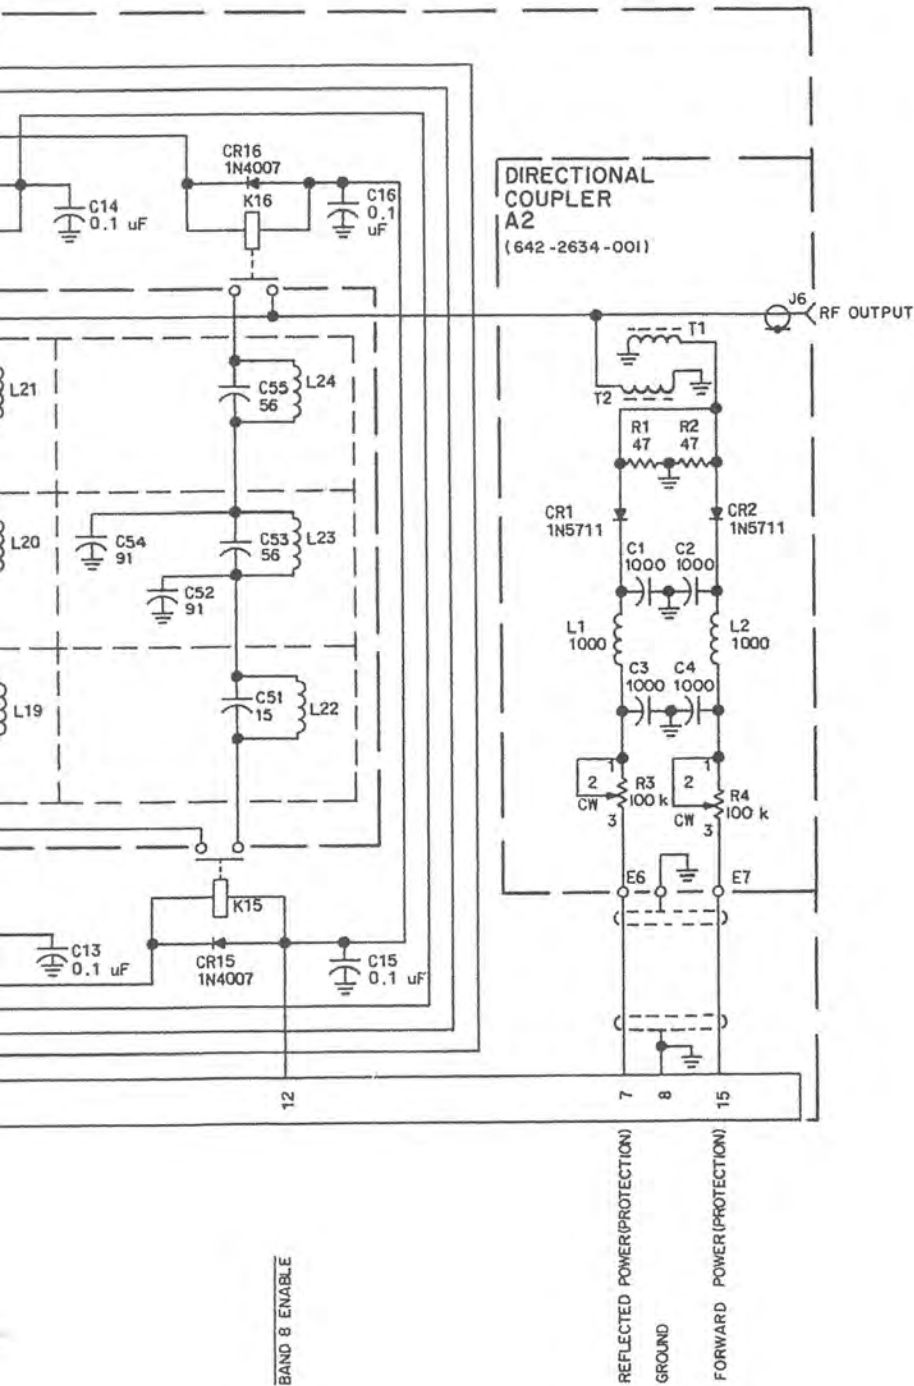 CR16
1N4007
K16
C14
0.1 uF
C16
0.1
uF
DIRECTIONAL
COUPLER
A2
(642-2634-001)
J6
RF OUTPUT
T1
T2
L21
C55
56
L24
R1
47
R2
47
L20
C54
91
C53
56
L23
CR1
1N5711
CR2
1N5711
C52
91
C1
1000
C2
1000
L1
1000
L2
1000
L19
C51
15
L22
C3
1000
C4
1000
1
2
CW
3
R3
100 k
1
2
CW
3
R4
100 k
K15
E6
E7
C13
0.1 uF
CR15
1N4007
C15
0.1 uF
12
7
8
15
BAND 8 ENABLE
REFLECTED POWER(PROTECTION)
GROUND
FORWARD POWER(PROTECTION)